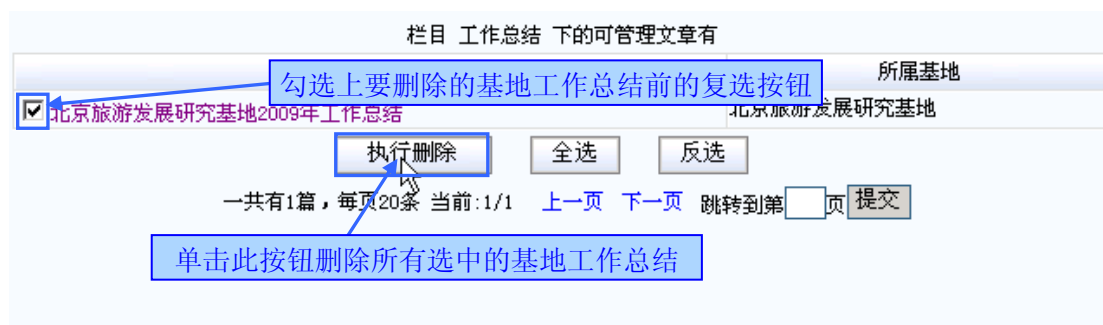 栏目 工作总结 下的可管理文章有
勾选上要删除的基地工作总结前的复选按钮
所属基地
北京旅游发展研究基地2009年工作总结
北京旅游发展研究基地
执行删除 全选 反选
一共有1篇，每页20条 当前:1/1 上一页 下一页 跳转到第 页 提交
单击此按钮删除所有选中的基地工作总结